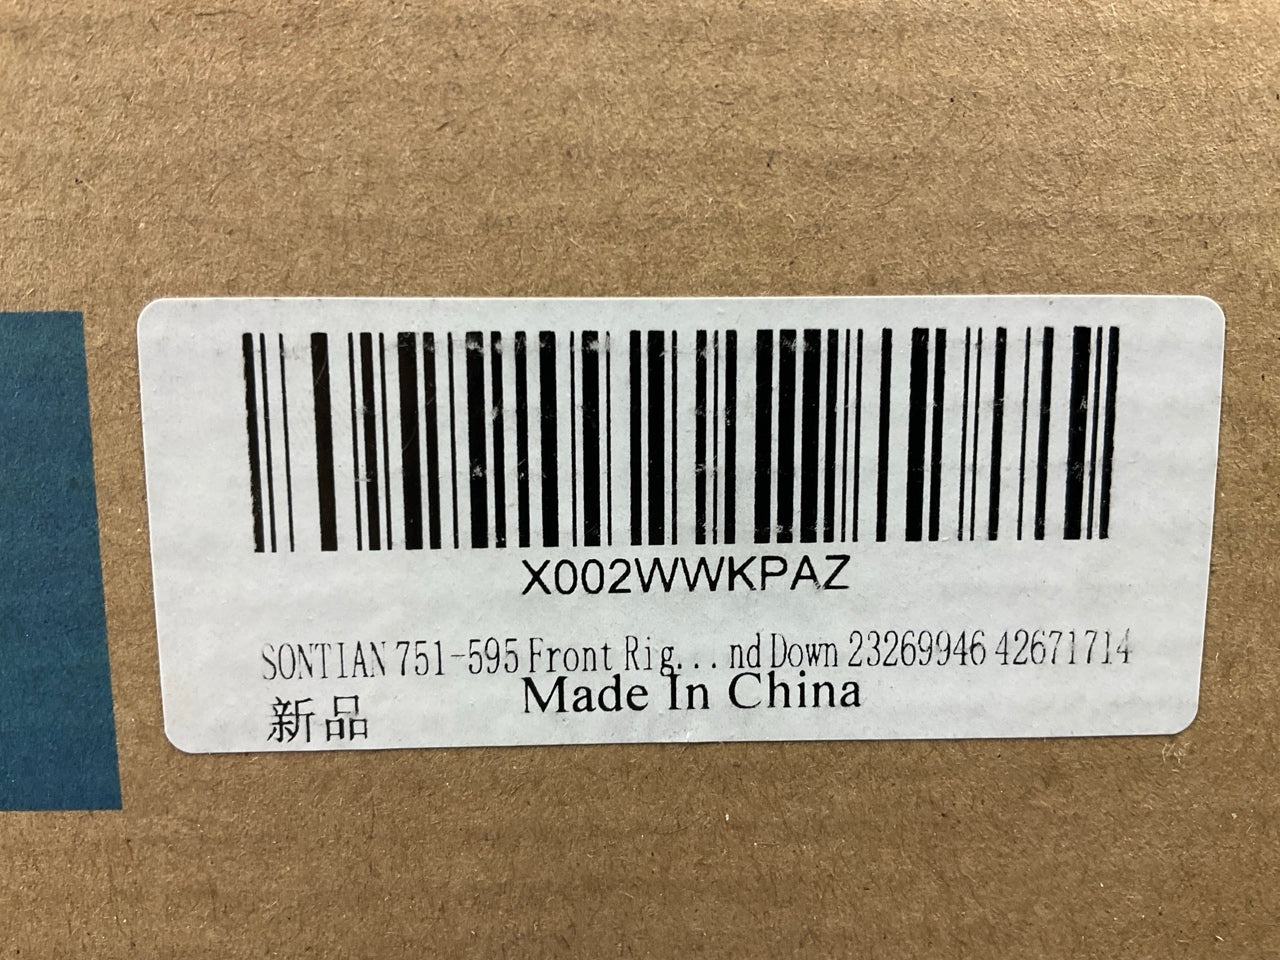 X002WWKPAZ
SONTIAN 751-595 Front Rig... nd Down 23269946 42671714
Made In China
新品